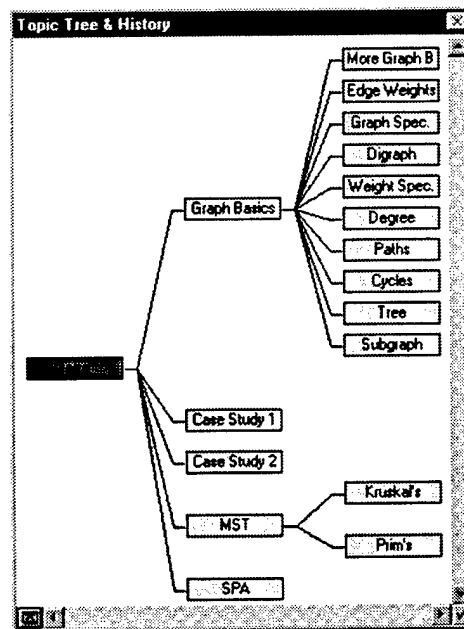 Topic Tree & History
More Graph B
Edge Weights
Graph Spec.
Digraph
Weight Spec.
Graph Basics
Degree
Paths
Cycles
Tree
Subgraph
Case Study 1
Case Study 2
Kruskal's
MST
Prim's
SPA